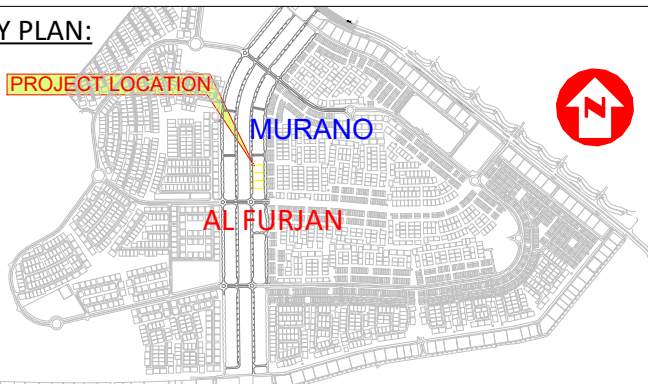 Y PLAN:
PROJECT LOCATION
N
MURANO
AL FURJAN